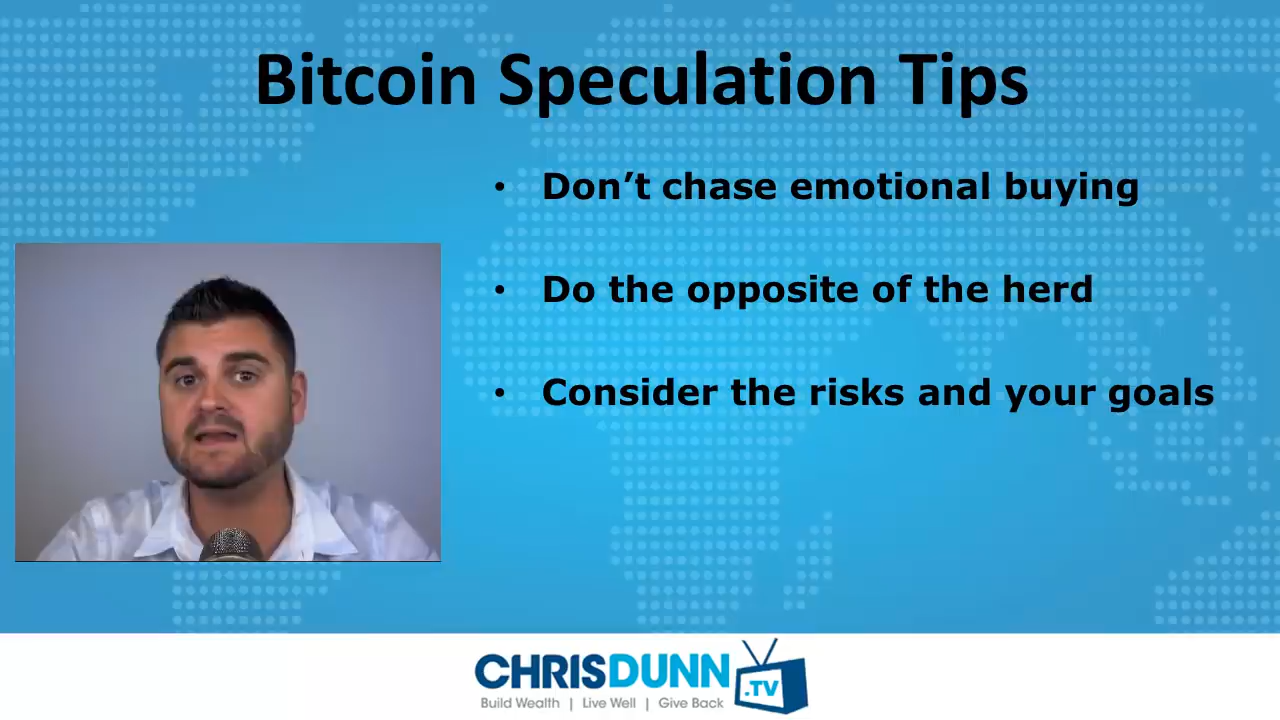 Bitcoin Speculation Tips
• Don’t chase emotional buying
• Do the opposite of the herd
• Consider the risks and your goals
CHRISDUNN.TV
Build Wealth | Live Well | Give Back